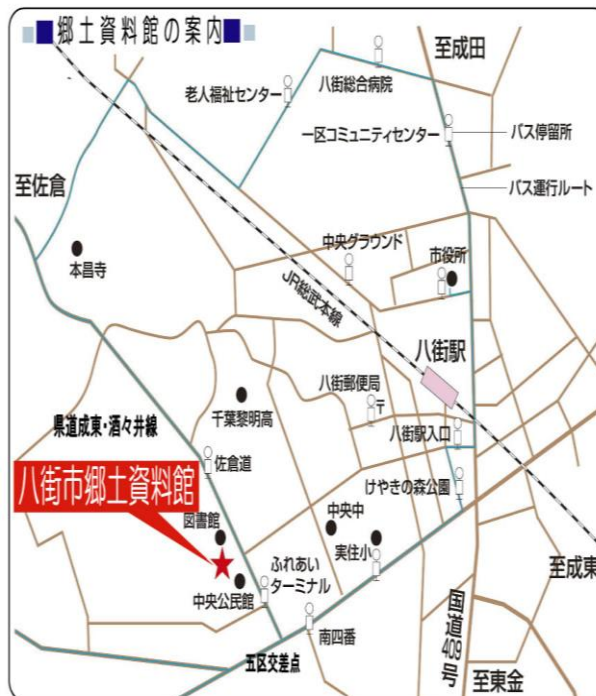 郷土資料館の案内
至成田
老人福祉センター
八街総合病院
一区コミュニティセンター
バス停留所
至佐倉
バス運行ルート
本昌寺
中央グラウンド
市役所
JR総武本線
八街駅
八街郵便局
〒
千葉黎明高
県道成東・酒々井線
八街駅入口
佐倉道
八街市郷土資料館
けやきの森公園
図書館
中央中
実住小
至成東
ふれあい
ターミナル
中央公民館
南四番
国道409号
五区交差点
至東金